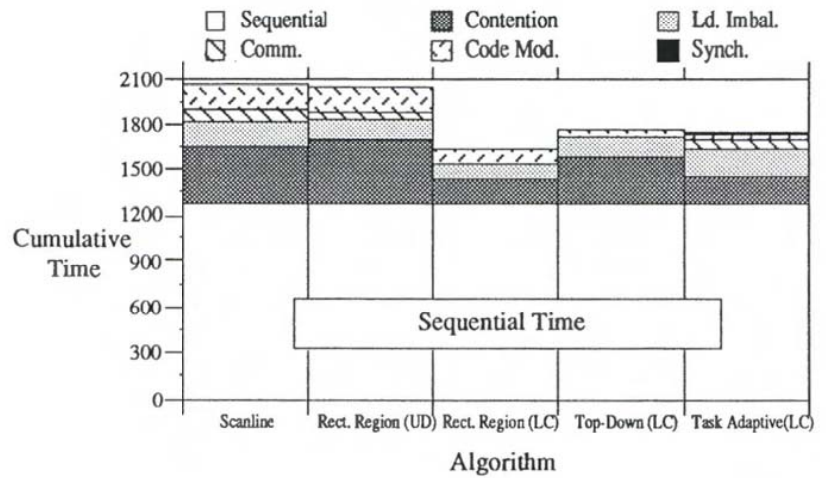 Sequential Contention Ld. Imbal.
Comm. Code Mod. Synch.
2100
1800
1500
1200
Cumulative
Time
900
600
Sequential Time
300
0
Scanline Rect. Region (UD) Rect. Region (LC) Top-Down (LC) Task Adaptive(LC)
Algorithm